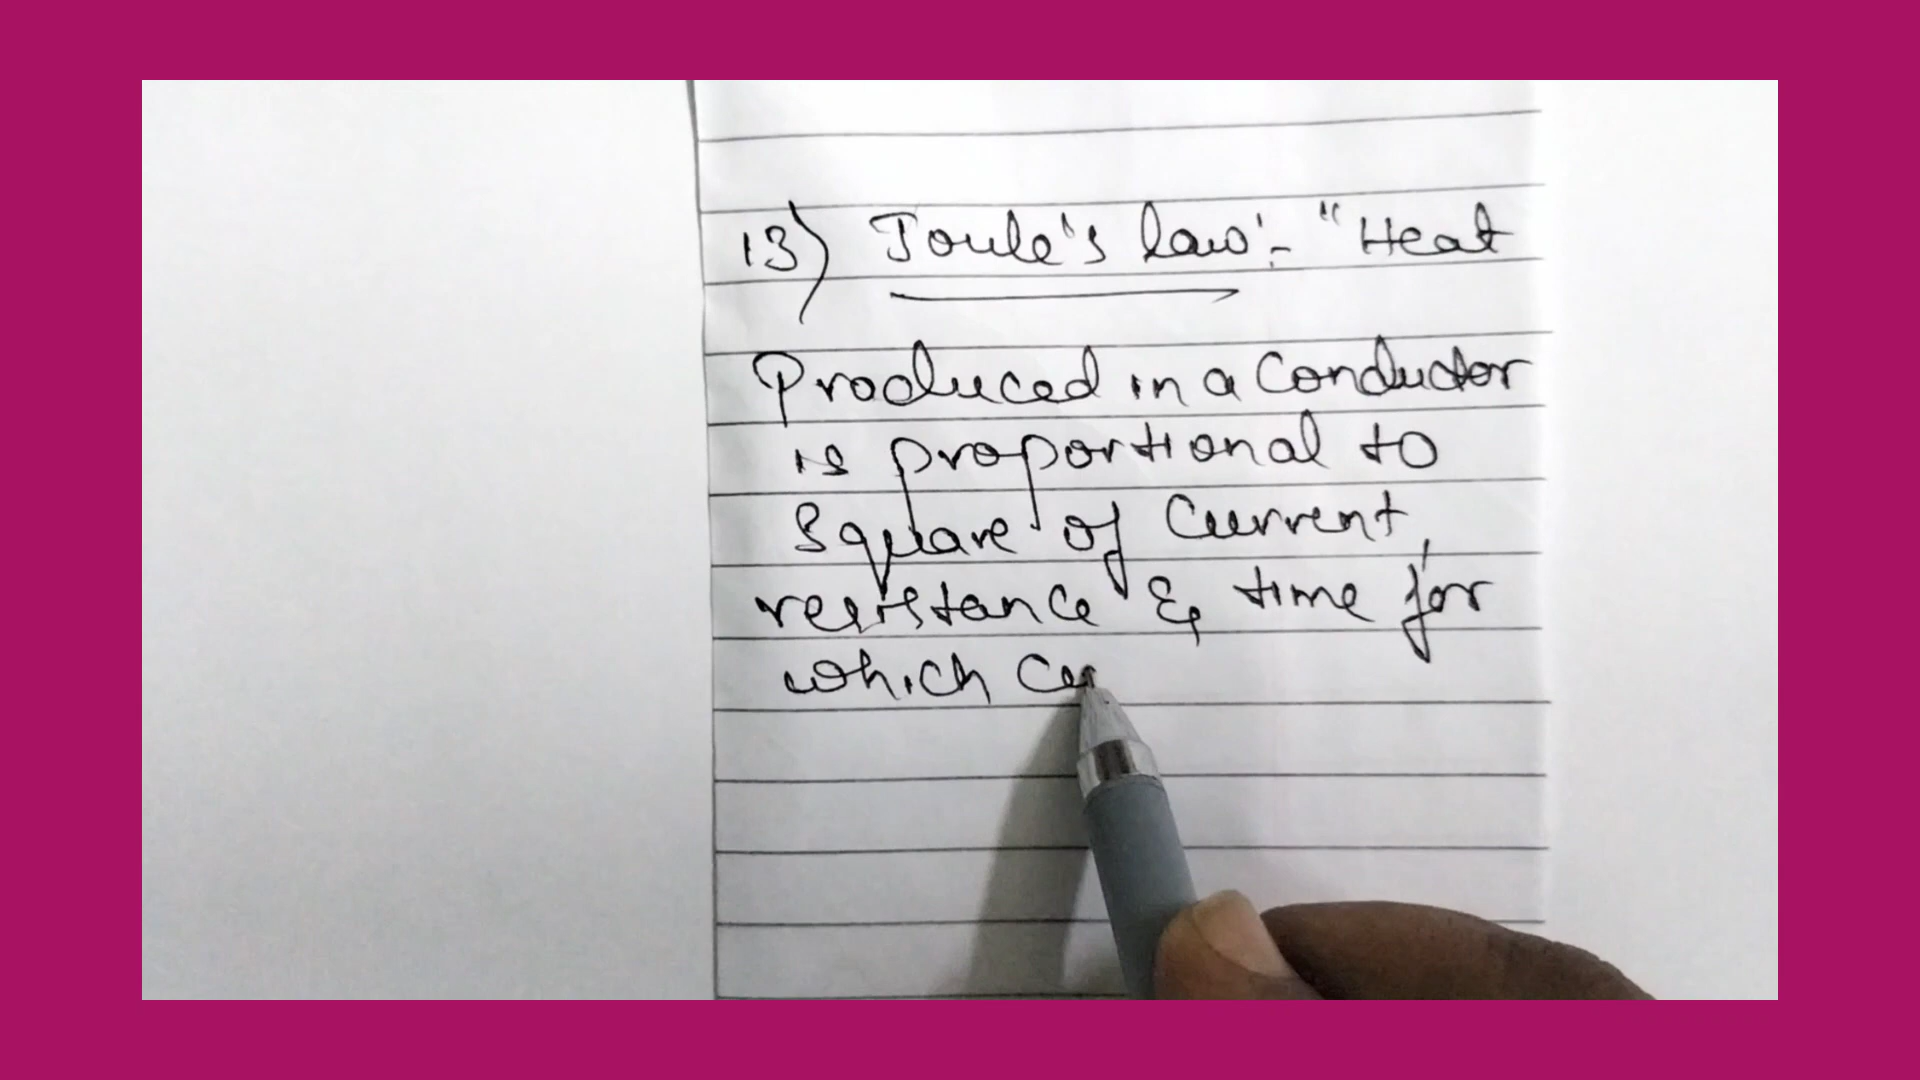 13) Joule's law:- "Heat
Produced in a Conductor
is proportional to
Square of Current,
resistance & time for
which